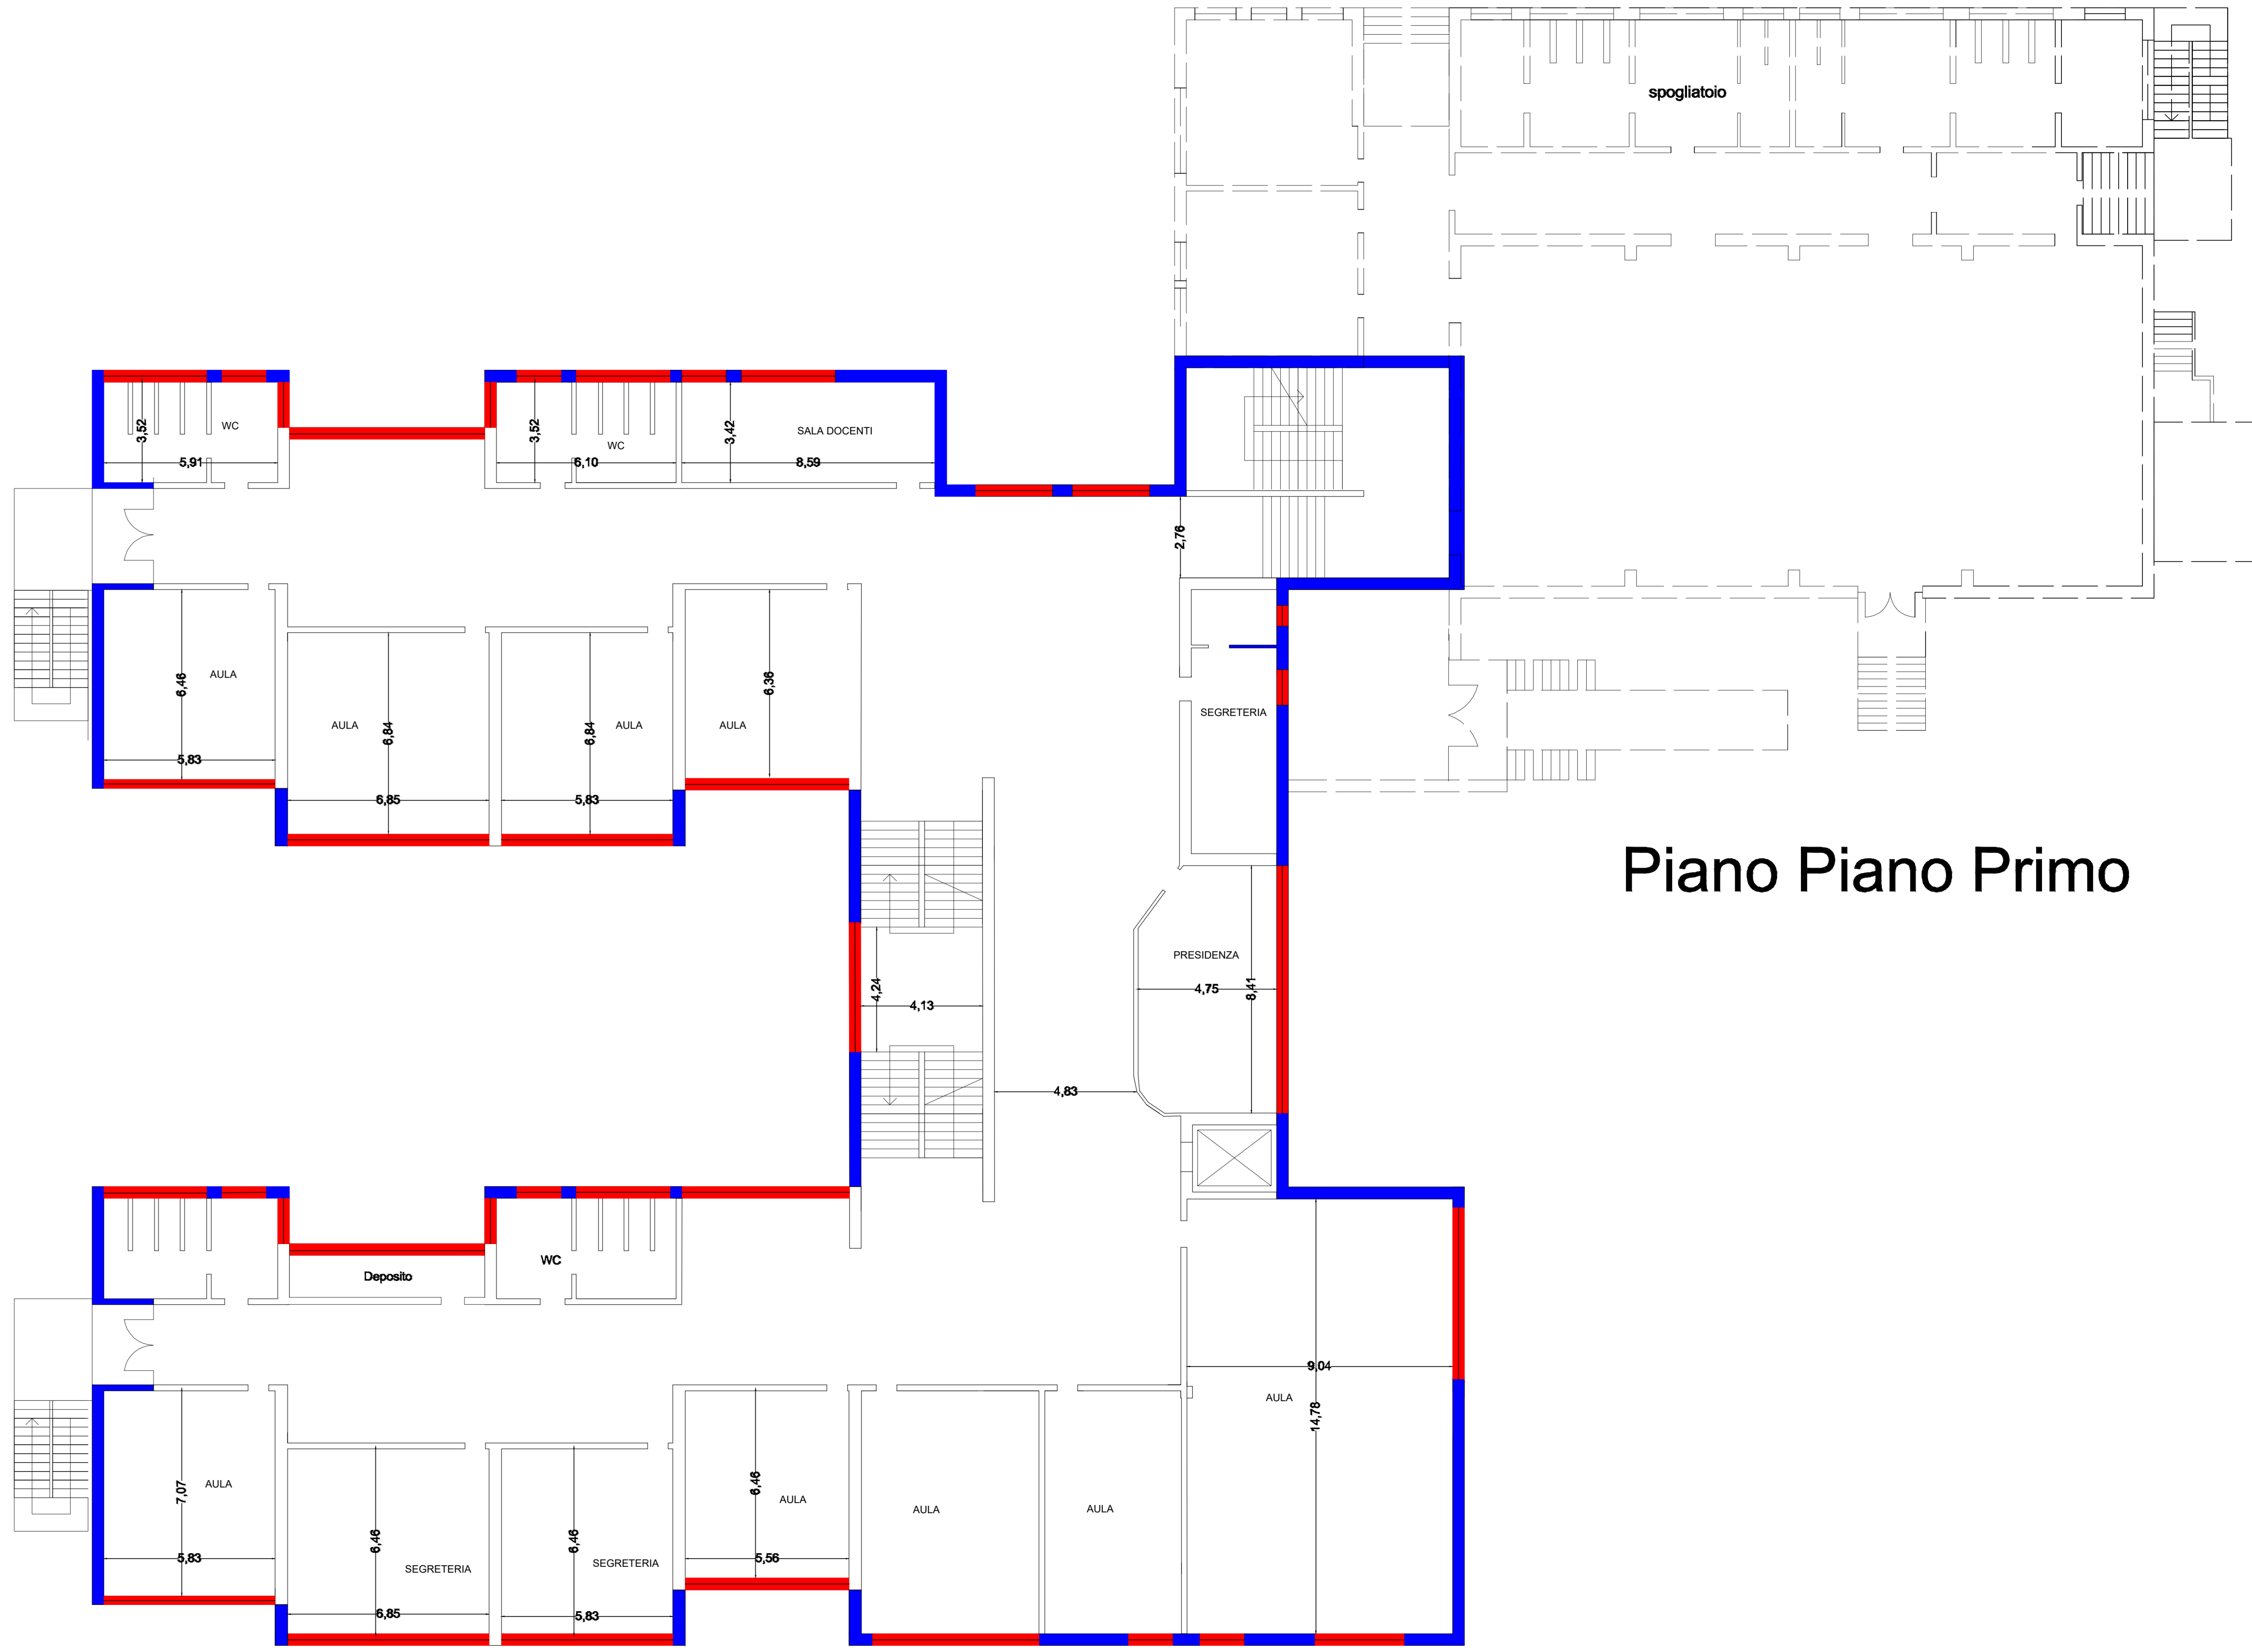 spogliatoio
3,52
WC
5,91
3,52
WC
6,10
3,42
SALA DOCENTI
8,59
2,76
6,46
AULA
5,83
AULA
6,84
6,85
6,84
AULA
5,83
6,36
AULA
SEGRETERIA
Piano Piano Primo
4,24
4,13
PRESIDENZA
4,75
8,41
4,83
Deposito
WC
9,04
AULA
14,78
7,07
AULA
5,83
6,46
SEGRETERIA
6,85
6,46
SEGRETERIA
5,83
6,46
AULA
5,56
AULA
AULA